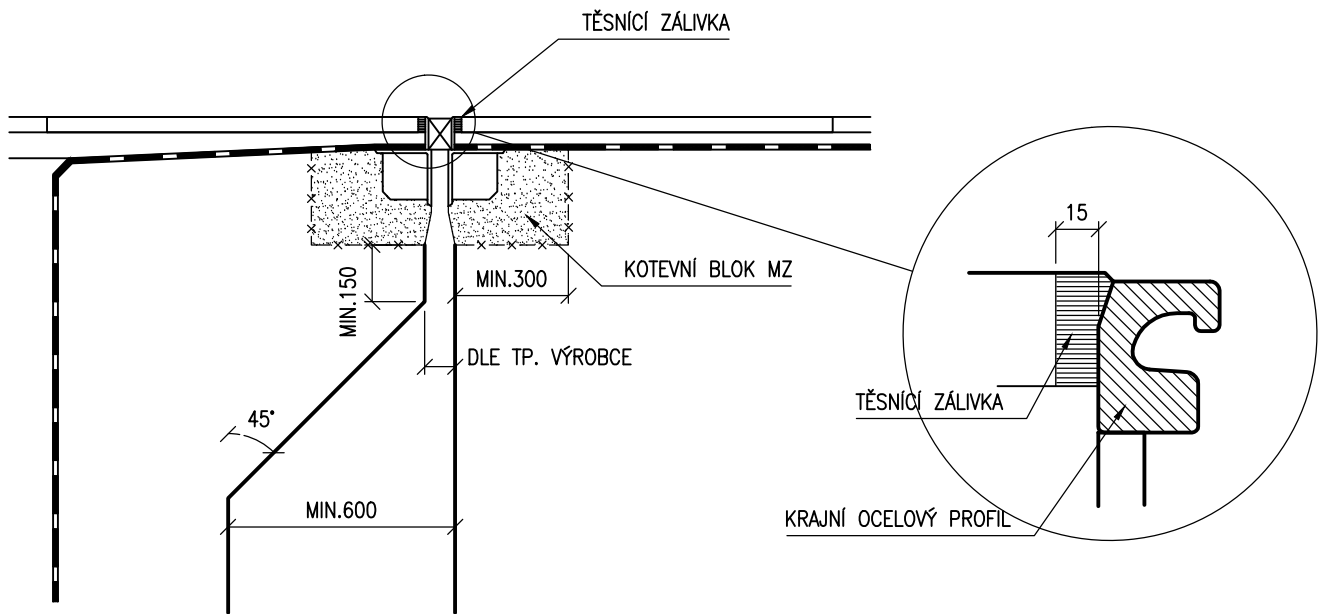 TĚSNÍCÍ ZÁLIVKA
15
KOTEVNÍ BLOK MZ
MIN.300
MIN.150
DLE TP. VÝROBCE
TĚSNÍCÍ ZÁLIVKA
45°
MIN.600
KRAJNÍ OCELOVÝ PROFIL